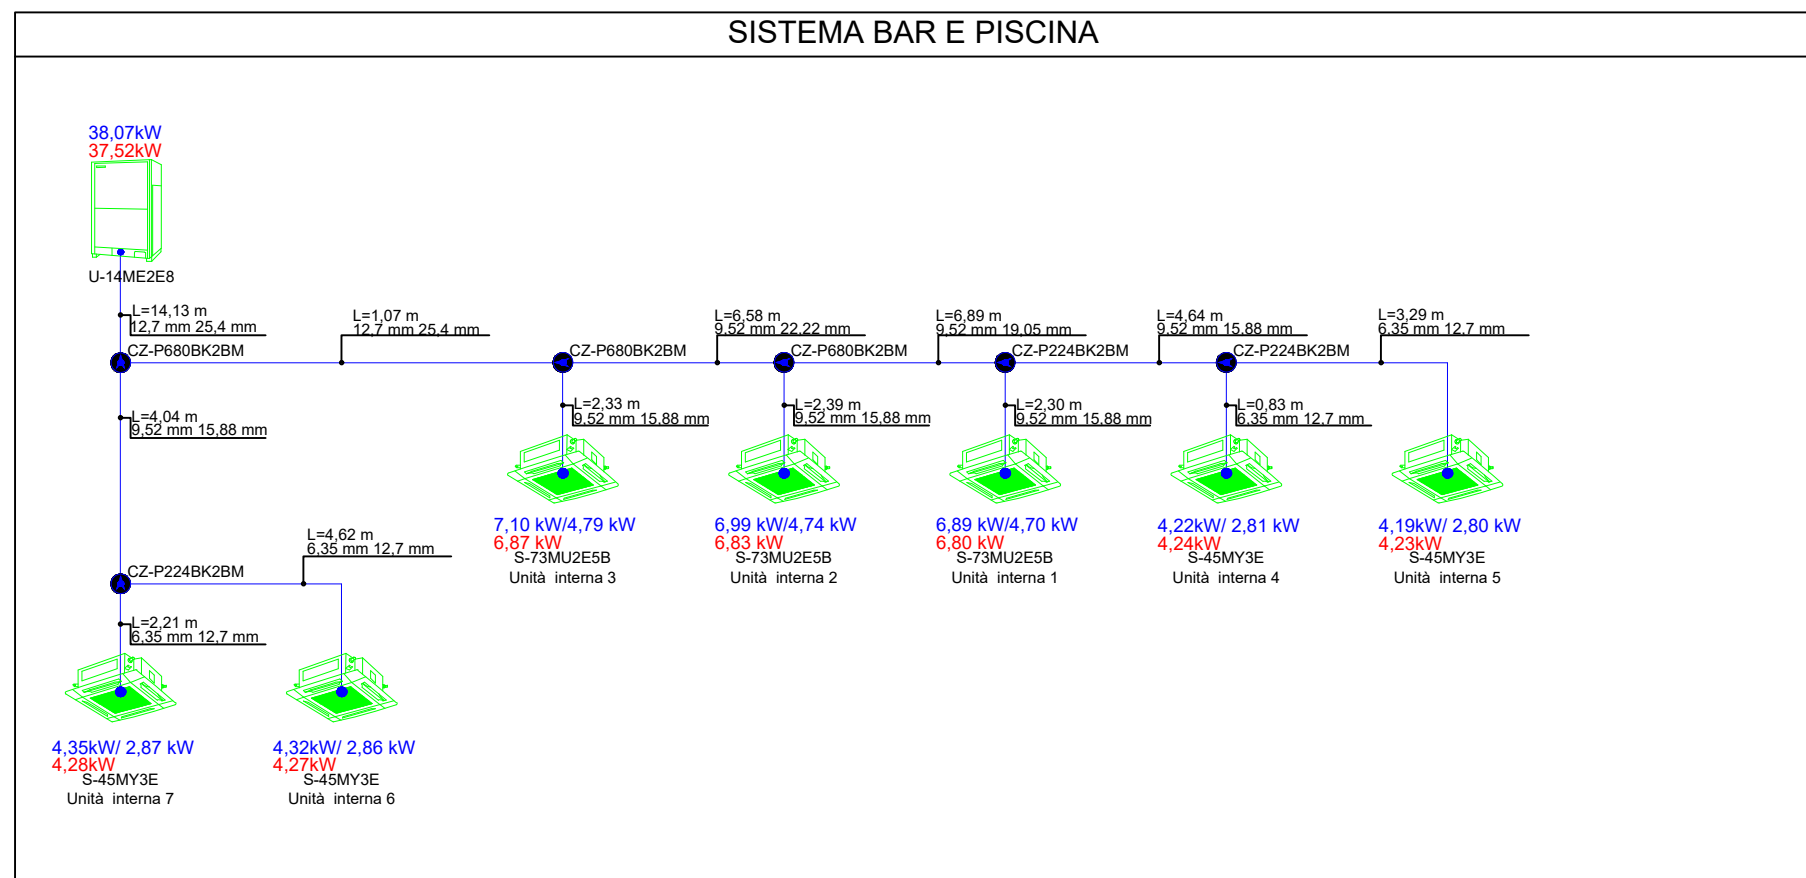 SISTEMA BAR E PISCINA
38,07kW
37,52kW
U-14ME2E8
L=14,13 m
12,7 mm 25,4 mm
L=1,07 m
12,7 mm 25,4 mm
L=6,58 m
9,52 mm 22,22 mm
L=6,89 m
9,52 mm 19,05 mm
L=4,64 m
9,52 mm 15,88 mm
L=3,29 m
6,35 mm 12,7 mm
CZ-P680BK2BM
CZ-P680BK2BM
CZ-P680BK2BM
CZ-P224BK2BM
CZ-P224BK2BM
L=4,04 m
9,52 mm 15,88 mm
L=2,33 m
9,52 mm 15,88 mm
L=2,39 m
9,52 mm 15,88 mm
L=2,30 m
9,52 mm 15,88 mm
L=0,83 m
6,35 mm 12,7 mm
7,10 kW/4,79 kW
6,87 kW
S-73MU2E5B
Unità interna 3
6,99 kW/4,74 kW
6,83 kW
S-73MU2E5B
Unità interna 2
6,89 kW/4,70 kW
6,80 kW
S-73MU2E5B
Unità interna 1
4,22kW/ 2,81 kW
4,24kW
S-45MY3E
Unità interna 4
4,19kW/ 2,80 kW
4,23kW
S-45MY3E
Unità interna 5
L=4,62 m
6,35 mm 12,7 mm
CZ-P224BK2BM
L=2,21 m
6,35 mm 12,7 mm
4,35kW/ 2,87 kW
4,28kW
S-45MY3E
Unità interna 7
4,32kW/ 2,86 kW
4,27kW
S-45MY3E
Unità interna 6